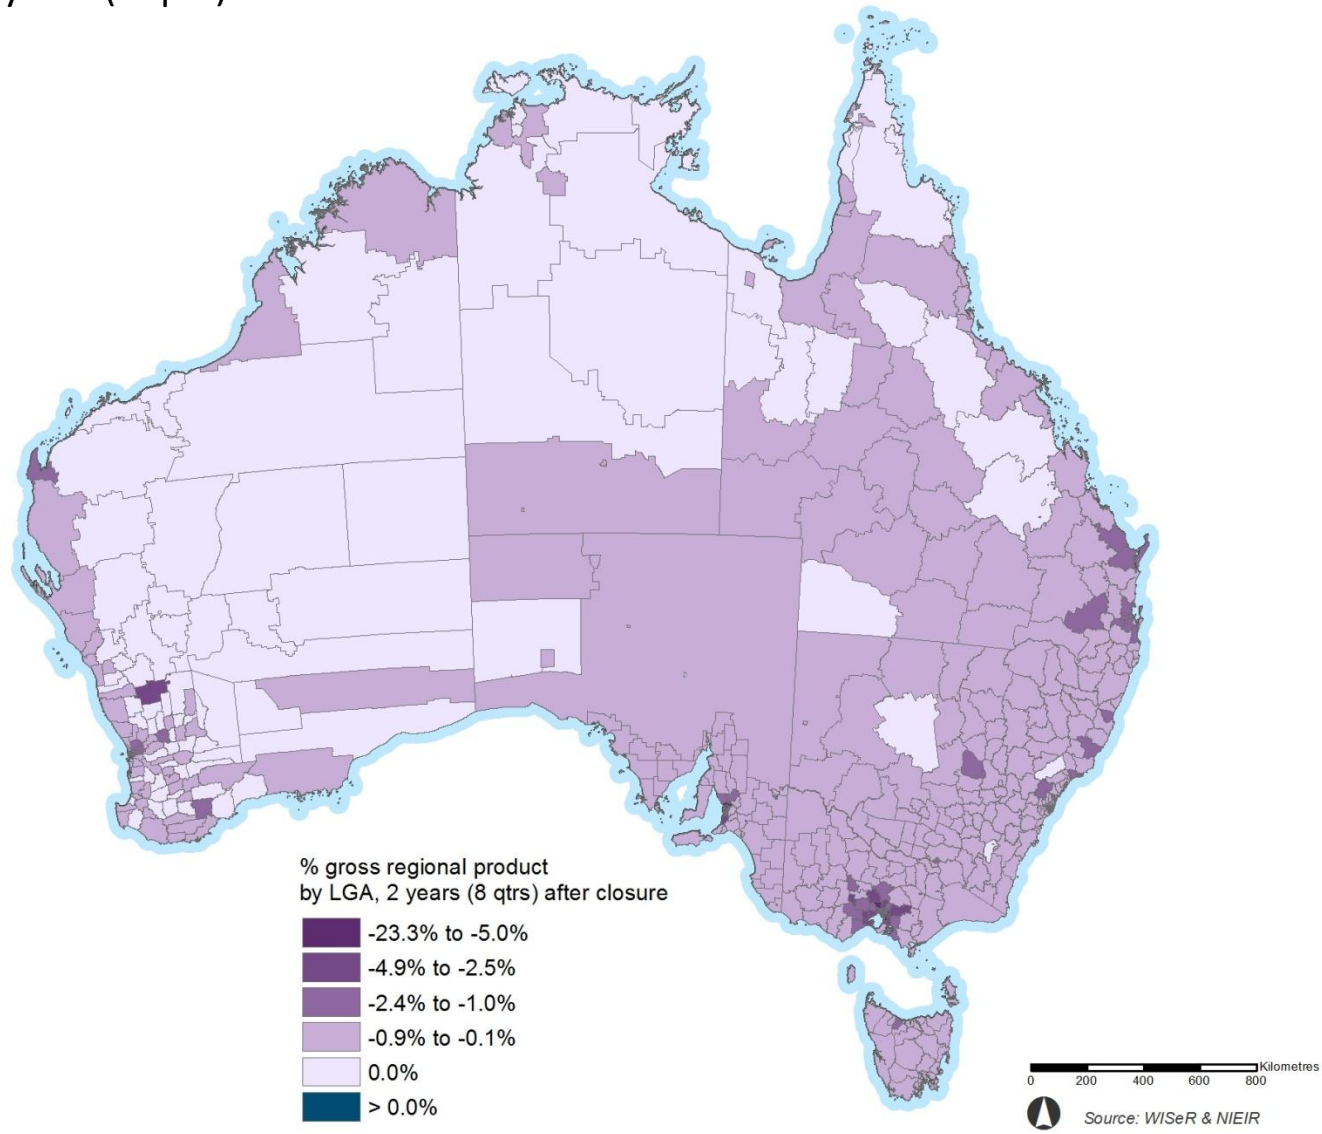 % gross regional product
by LGA, 2 years (8 qtrs) after closure
-23.3% to -5.0%
-4.9% to -2.5%
-2.4% to -1.0%
-0.9% to -0.1%
0.0%
> 0.0%
Kilometres
0 200 400 600 800
Source: WISeR & NIEIR